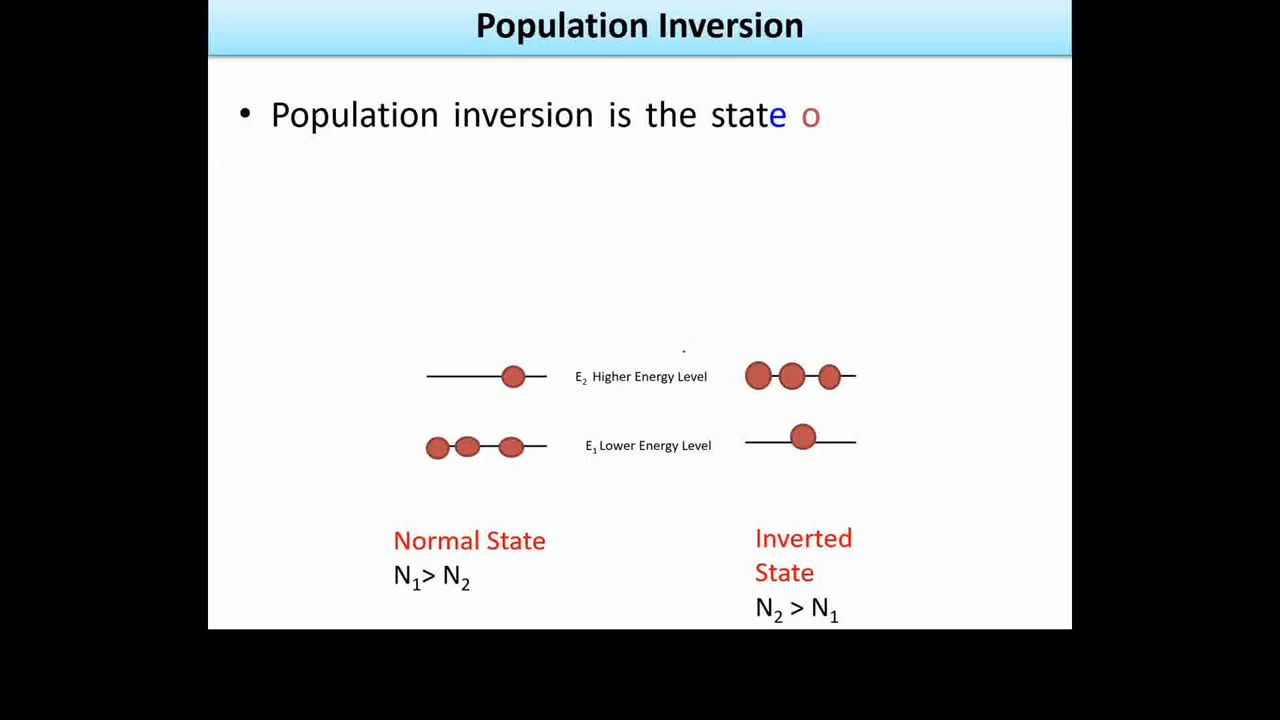 Population Inversion
• Population inversion is the state o
E2 Higher Energy Level
E1 Lower Energy Level
Normal State
N1> N2
Inverted
State
N2 > N1